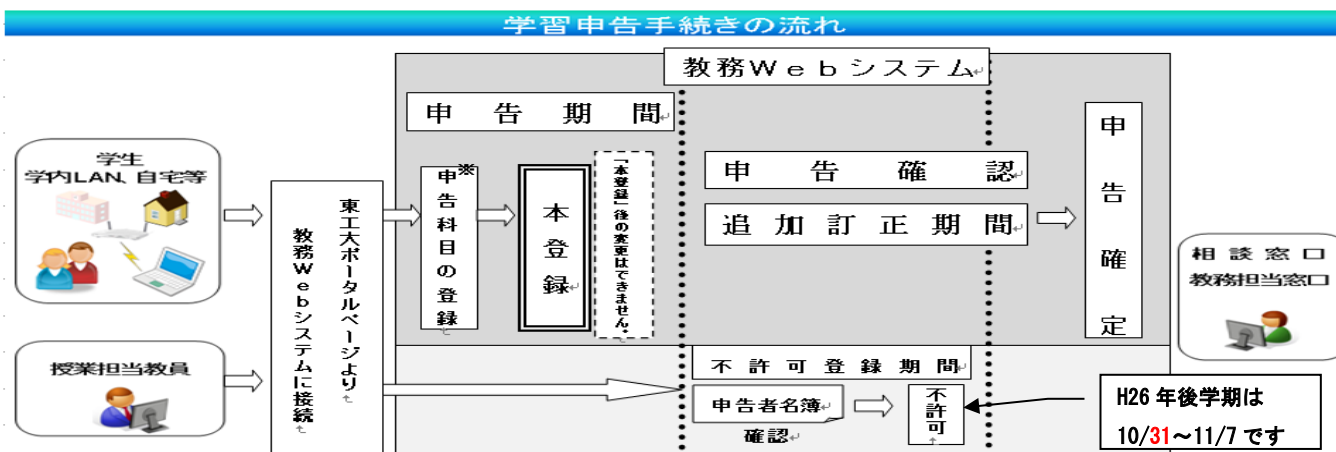 学習申告手続きの流れ
教務Ｗｅｂシステム
申告期間
学生
学内LAN、自宅等
東工大ポータルページより
教務Ｗｅｂシステムに接続
※
申告科目の登録
本登録
「本登録」後の変更はできません。
申告確認
追加訂正期間
申告確定
相談窓口
教務担当窓口
授業担当教員
不許可登録期間
申告者名簿
確認
不許可
H26 年後学期は
10/31～11/7 です